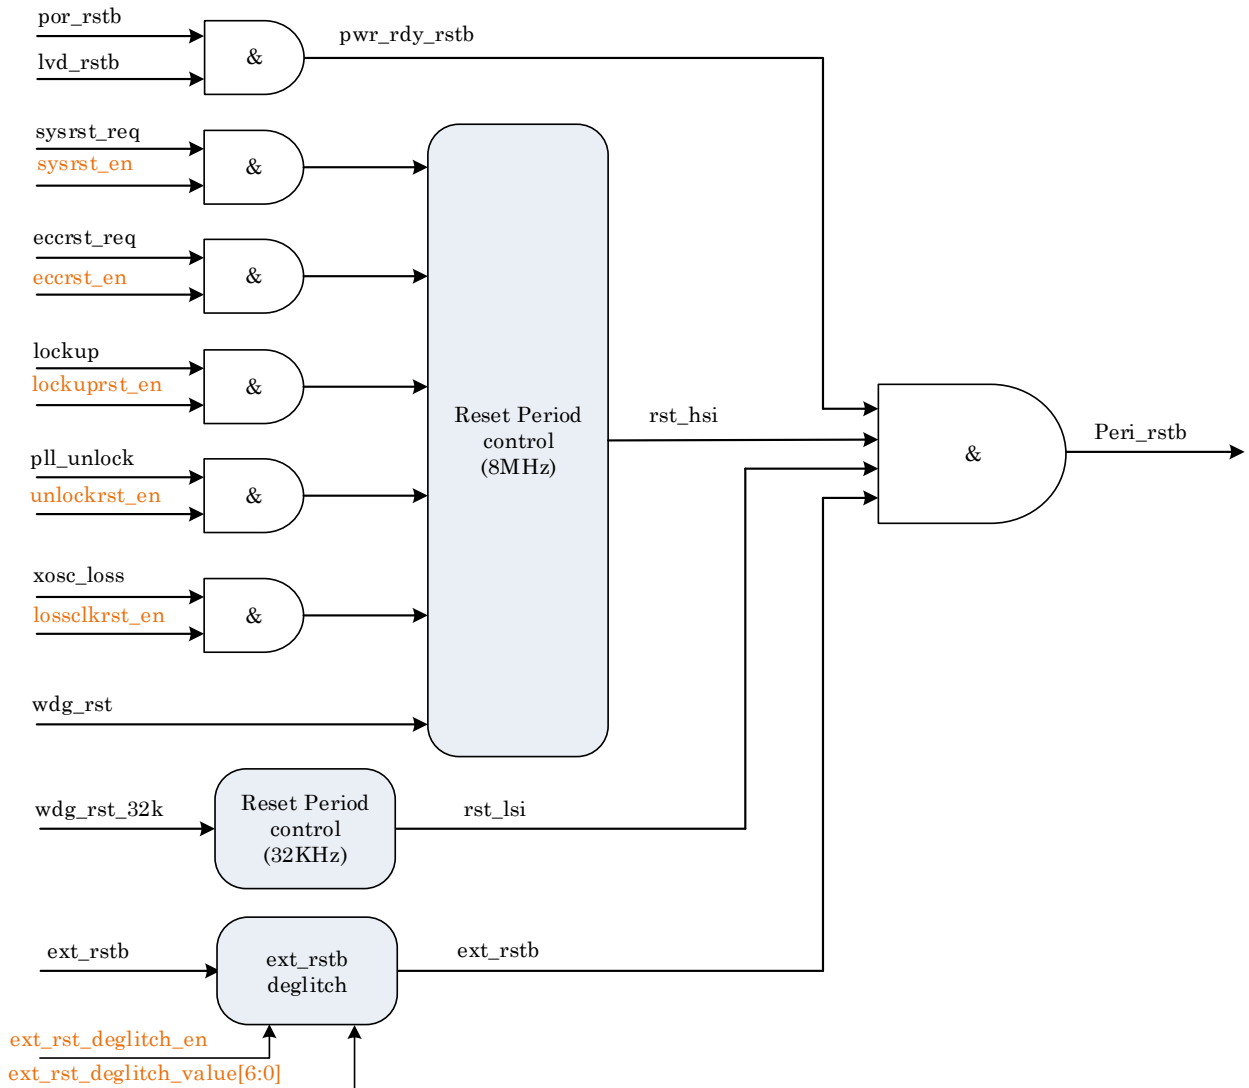 por_rstb
pwr_rdy_rstb
&
lvd_rstb
sysrst_req
sysrst_en
&
eccrst_req
eccrst_en
&
lockup
lockuprst_en
&
Reset Period
control
(8MHz)
rst_hsi
&
Peri_rstb
pll_unlock
unlockrst_en
&
xosc_loss
lossclkrst_en
&
wdg_rst
wdg_rst_32k
Reset Period
control
(32KHz)
rst_lsi
ext_rstb
ext_rstb
deglitch
ext_rstb
ext_rst_deglitch_en
ext_rst_deglitch_value[6:0]